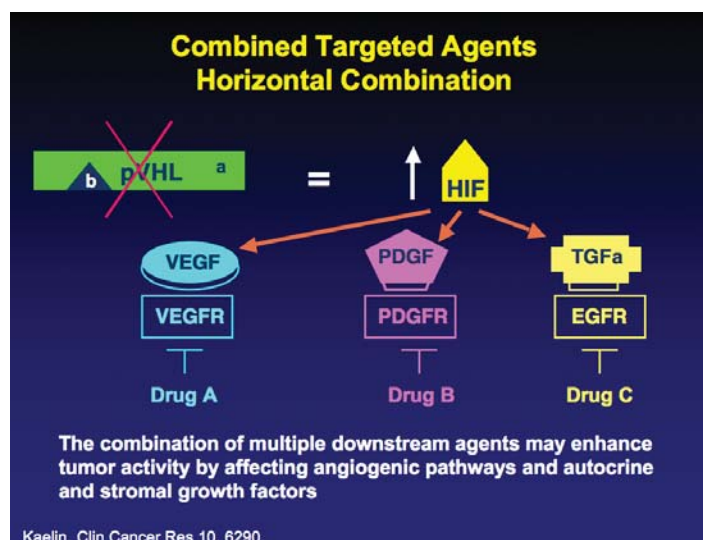 Combined Targeted Agents
Horizontal Combination
b pVHL a = HIF
VEGF PDGF TGFa
VEGFR PDGFR EGFR
Drug A Drug B Drug C
The combination of multiple downstream agents may enhance
tumor activity by affecting angiogenic pathways and autocrine
and stromal growth factors
Kaelin, Clin Cancer Res 10, 6290